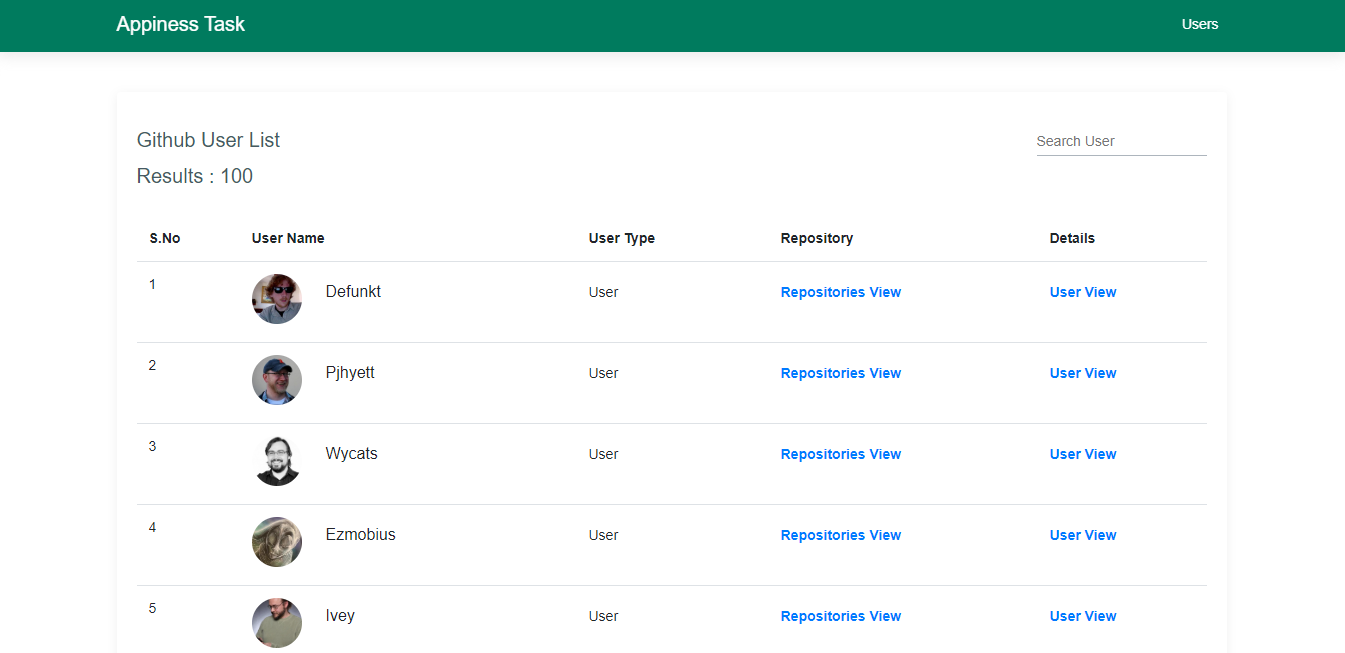 Appiness Task Users
Github User List Search User
Results : 100
S.No User Name User Type Repository Details
1 Defunkt User Repositories View User View
2 Pjhyett User Repositories View User View
3 Wycats User Repositories View User View
4 Ezmobius User Repositories View User View
5 Ivey User Repositories View User View